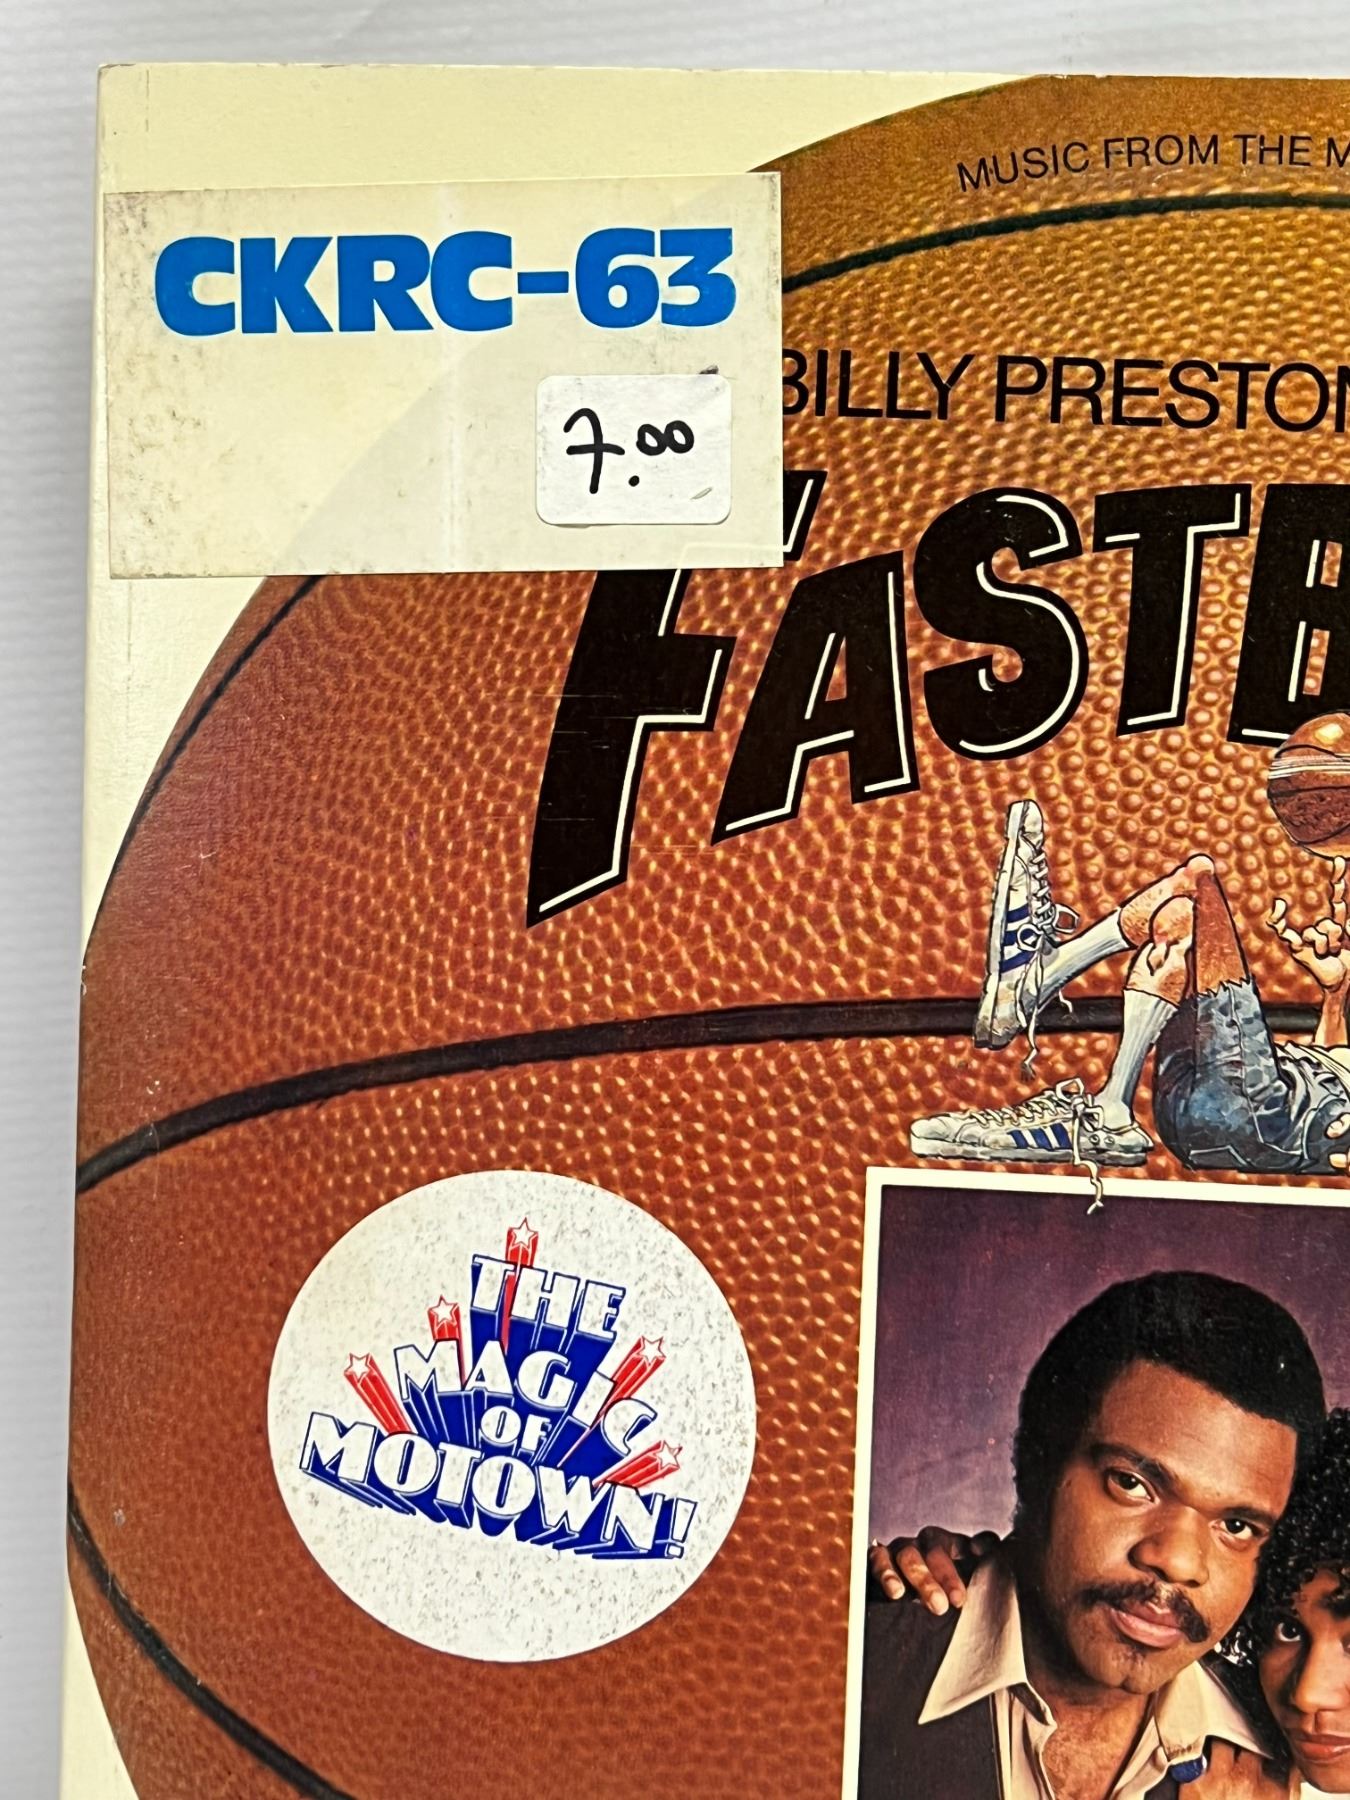 MUSIC FROM THE M
CKRC-63
7.00
BILLY PRESTON
FASTB
THE
MAGIC
OF
MOTOWN!